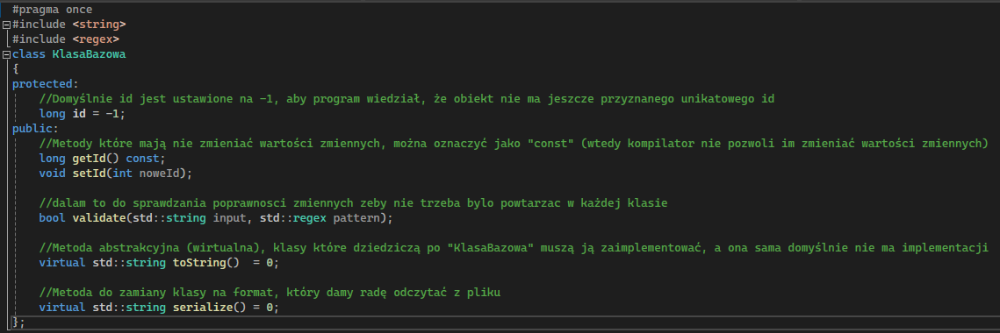 #pragma once
#include <string>
#include <regex>
class KlasaBazowa
{
protected:
//Domyślnie id jest ustawione na -1, aby program wiedział, że obiekt nie ma jeszcze przyznanego unikatowego id
long id = -1;
public:
//Metody które mają nie zmieniać wartości zmiennych, można oznaczyć jako "const" (wtedy kompilator nie pozwoli im zmieniać wartości zmiennych)
long getId() const;
void setId(int noweId);
//dalam to do sprawdzania poprawnosci zmiennych zeby nie trzeba bylo powtarzac w każdej klasie
bool validate(std::string input, std::regex pattern);
//Metoda abstrakcyjna (wirtualna), klasy które dziedziczą po "KlasaBazowa" muszą ją zaimplementować, a ona sama domyślnie nie ma implementacji
virtual std::string toString()  = 0;
//Metoda do zamiany klasy na format, który damy radę odczytać z pliku
virtual std::string serialize() = 0;
};